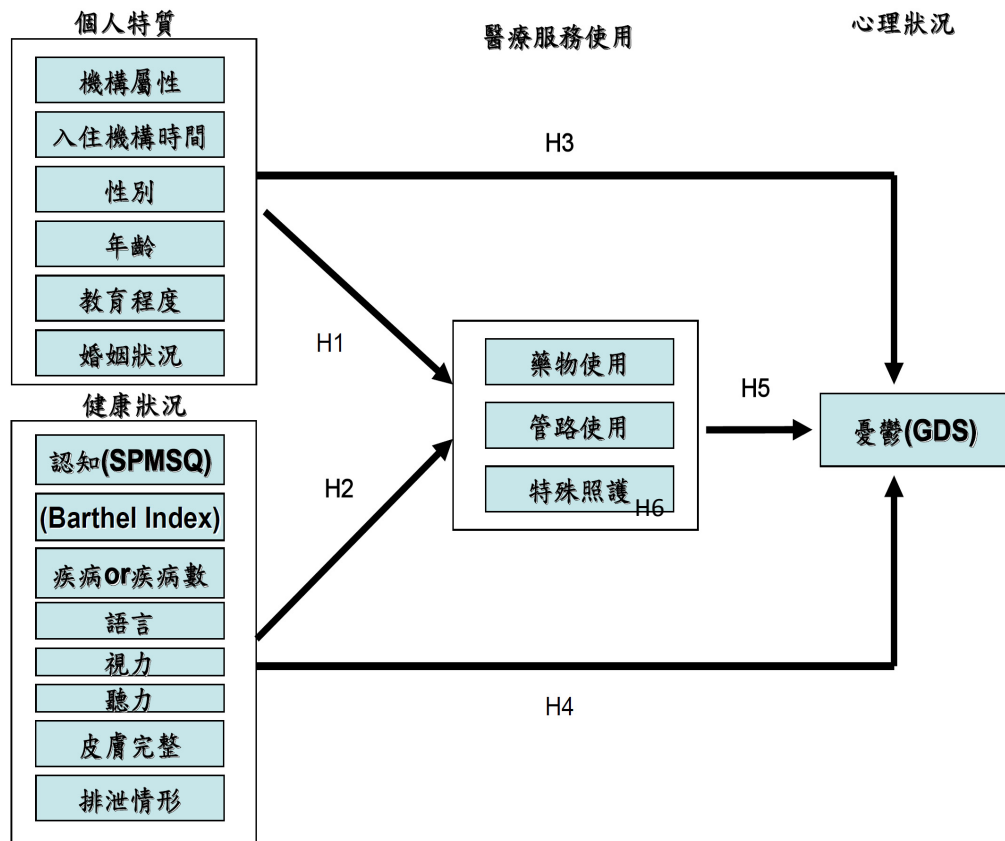 個人特質
機構屬性
入住機構時間
性別
年齡
教育程度
婚姻狀況
健康狀況
認知(SPMSQ)
(Barthel Index)
疾病or疾病數
語言
視力
聽力
皮膚完整
排泄情形
醫療服務使用
藥物使用
管路使用
特殊照護
H6
心理狀況
憂鬱(GDS)
H3
H1
H2
H5
H4